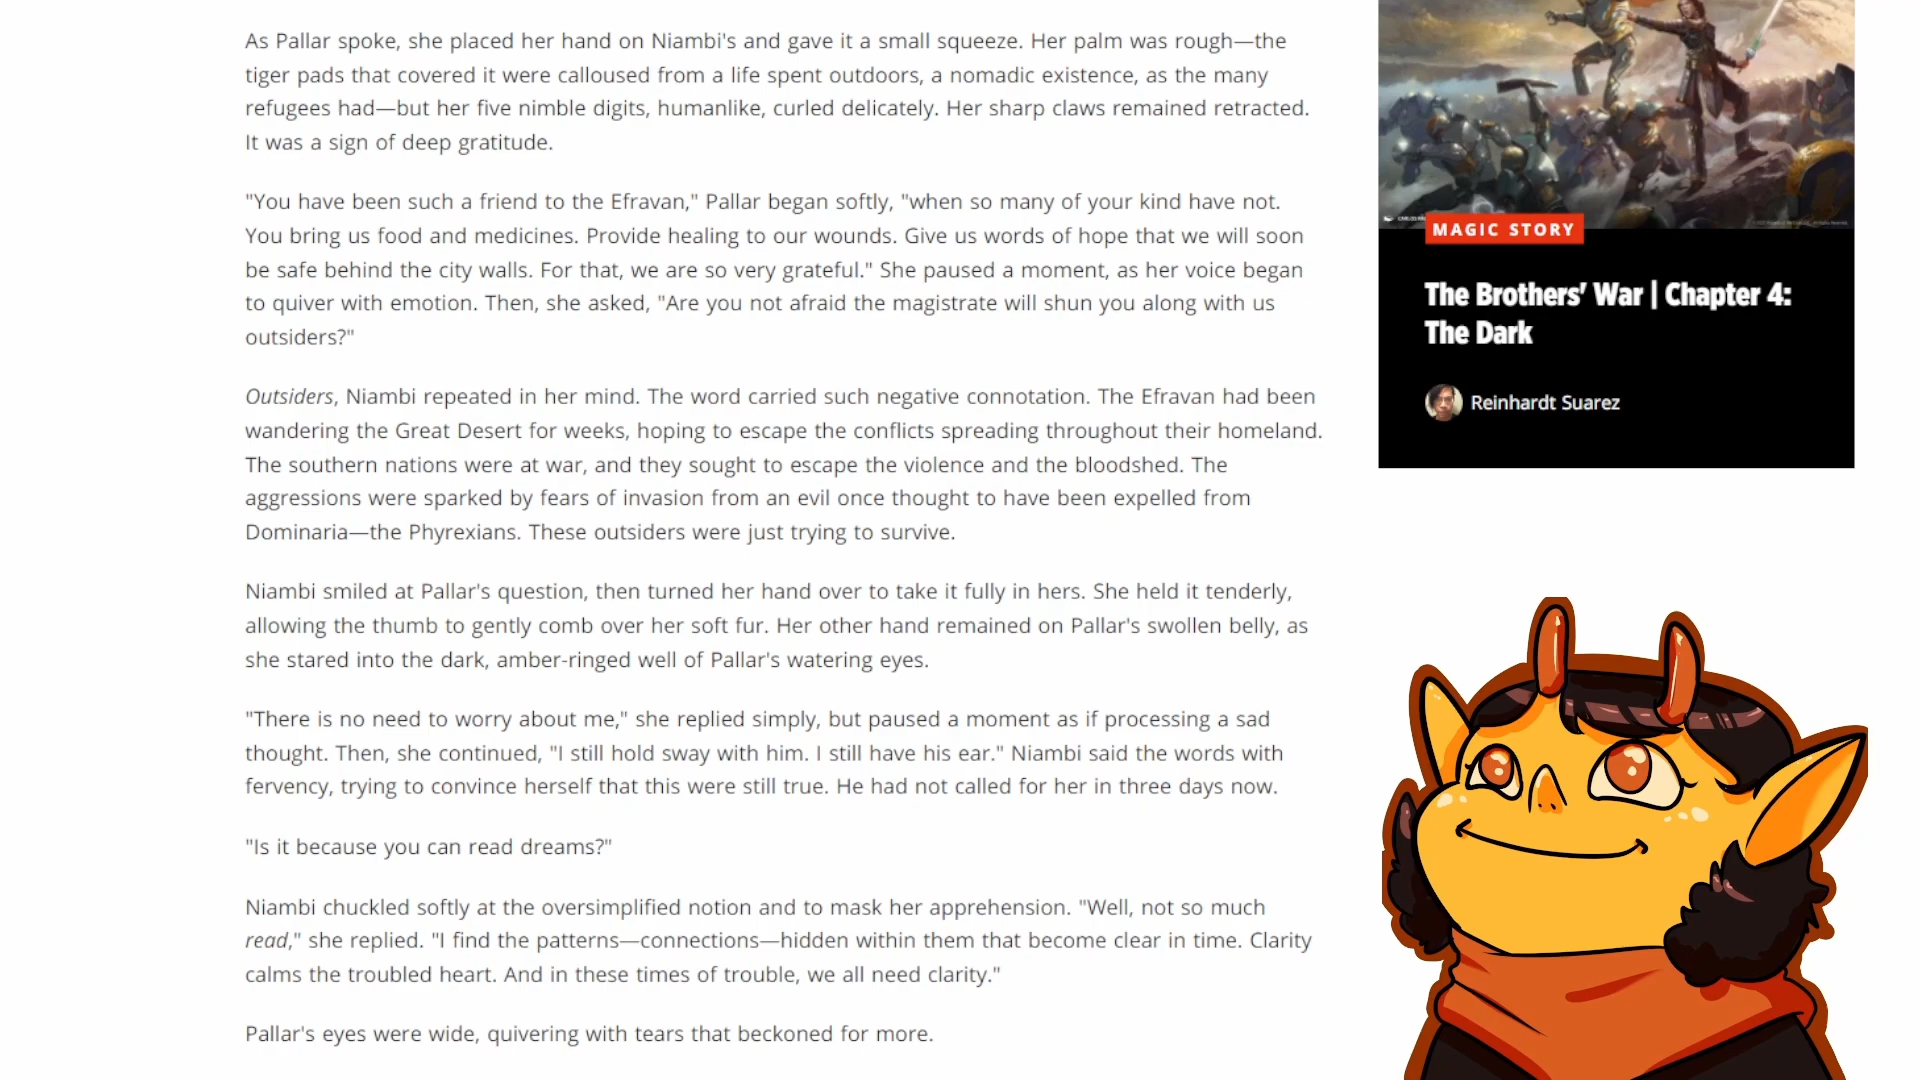 As Pallar spoke, she placed her hand on Niambi's and gave it a small squeeze. Her palm was rough—the
tiger pads that covered it were calloused from a life spent outdoors, a nomadic existence, as the many
refugees had—but her five nimble digits, humanlike, curled delicately. Her sharp claws remained retracted.
It was a sign of deep gratitude.
"You have been such a friend to the Efravan," Pallar began softly, "when so many of your kind have not.
You bring us food and medicines. Provide healing to our wounds. Give us words of hope that we will soon
be safe behind the city walls. For that, we are so very grateful." She paused a moment, as her voice began
to quiver with emotion. Then, she asked, "Are you not afraid the magistrate will shun you along with us
outsiders?"
Outsiders, Niambi repeated in her mind. The word carried such negative connotation. The Efravan had been
wandering the Great Desert for weeks, hoping to escape the conflicts spreading throughout their homeland.
The southern nations were at war, and they sought to escape the violence and the bloodshed. The
aggressions were sparked by fears of invasion from an evil once thought to have been expelled from
Dominaria—the Phyrexians. These outsiders were just trying to survive.
Niambi smiled at Pallar's question, then turned her hand over to take it fully in hers. She held it tenderly,
allowing the thumb to gently comb over her soft fur. Her other hand remained on Pallar's swollen belly, as
she stared into the dark, amber-ringed well of Pallar's watering eyes.
"There is no need to worry about me," she replied simply, but paused a moment as if processing a sad
thought. Then, she continued, "I still hold sway with him. I still have his ear." Niambi said the words with
fervency, trying to convince herself that this were still true. He had not called for her in three days now.
"Is it because you can read dreams?"
Niambi chuckled softly at the oversimplified notion and to mask her apprehension. "Well, not so much
read," she replied. "I find the patterns—connections—hidden within them that become clear in time. Clarity
calms the troubled heart. And in these times of trouble, we all need clarity."
Pallar's eyes were wide, quivering with tears that beckoned for more.
MAGIC STORY
The Brothers' War | Chapter 4:
The Dark
Reinhardt Suarez